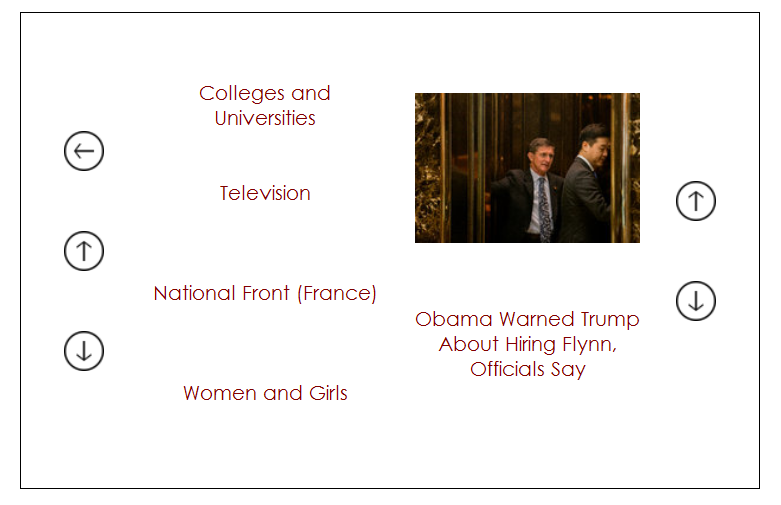 Colleges and
Universities
Television
National Front (France)
Women and Girls
Obama Warned Trump
About Hiring Flynn,
Officials Say